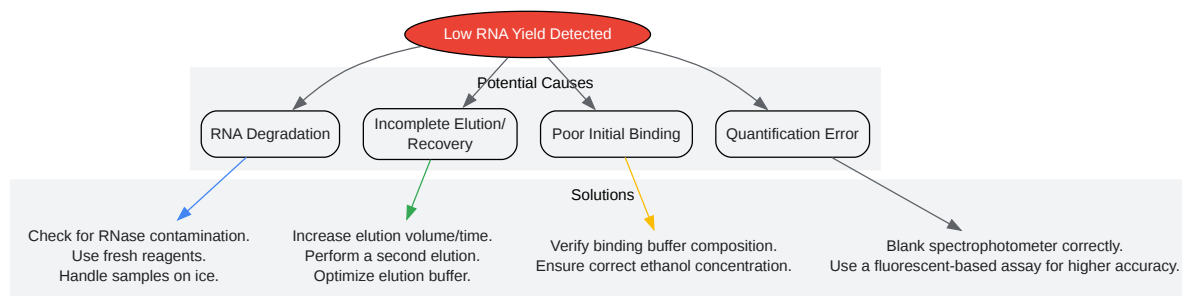 Low RNA Yield Detected
Potential Causes
RNA Degradation
Incomplete Elution/
Recovery
Poor Initial Binding
Quantification Error
Solutions
Check for RNase contamination.
Use fresh reagents.
Handle samples on ice.
Increase elution volume/time.
Perform a second elution.
Optimize elution buffer.
Verify binding buffer composition.
Ensure correct ethanol concentration.
Blank spectrophotometer correctly.
Use a fluorescent-based assay for higher accuracy.